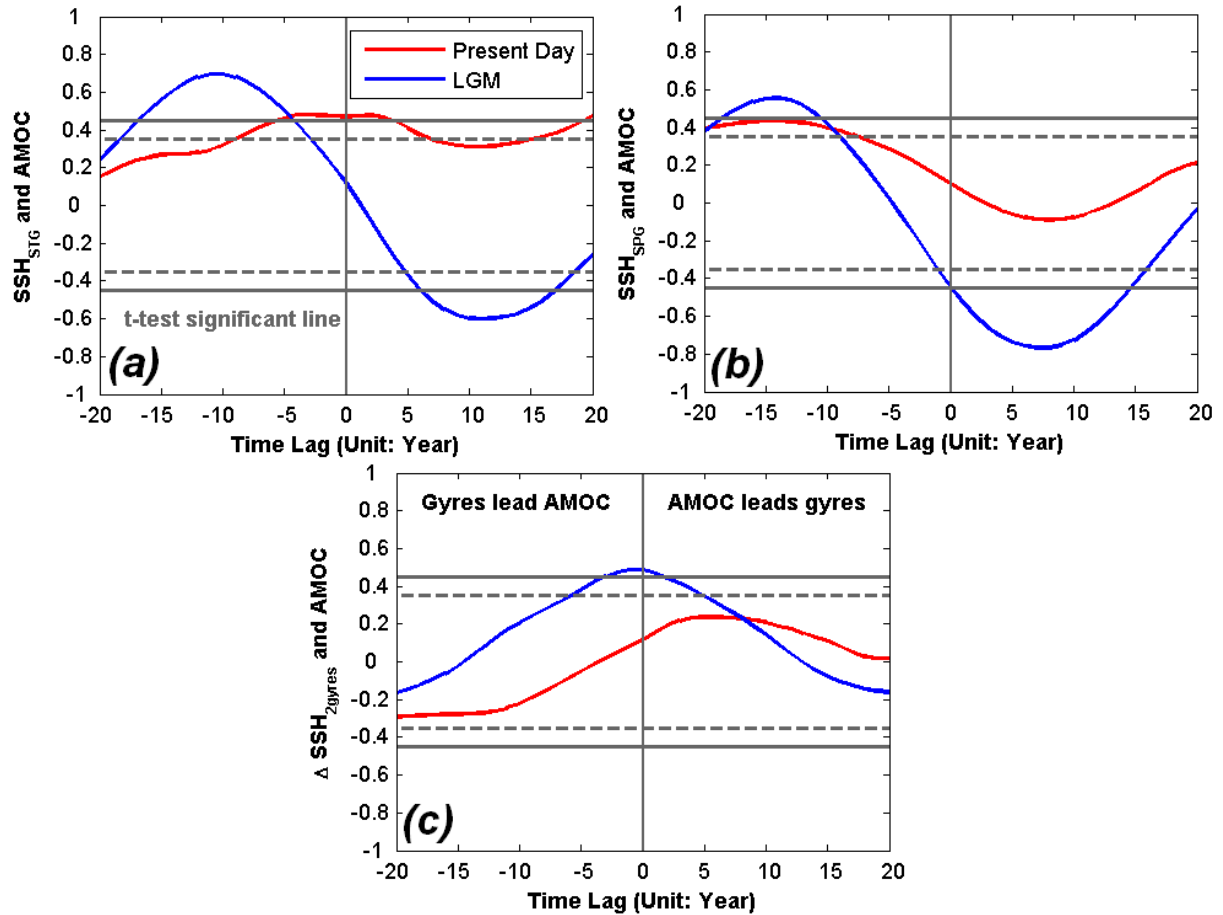 1
0.8
0.6
0.4
0.2
0
-0.2
-0.4
-0.6
-0.8
-1
SSH_STG and AMOC
Present Day
LGM
t-test significant line
(a)
-20 -15 -10 -5 0 5 10 15 20
Time Lag (Unit: Year)
1
0.8
0.6
0.4
0.2
0
-0.2
-0.4
-0.6
-0.8
-1
SSH_SPG and AMOC
(b)
-20 -15 -10 -5 0 5 10 15 20
Time Lag (Unit: Year)
1
0.8
0.6
0.4
0.2
0
-0.2
-0.4
-0.6
-0.8
-1
Δ SSH_2gyres and AMOC
Gyres lead AMOC
AMOC leads gyres
(c)
-20 -15 -10 -5 0 5 10 15 20
Time Lag (Unit: Year)